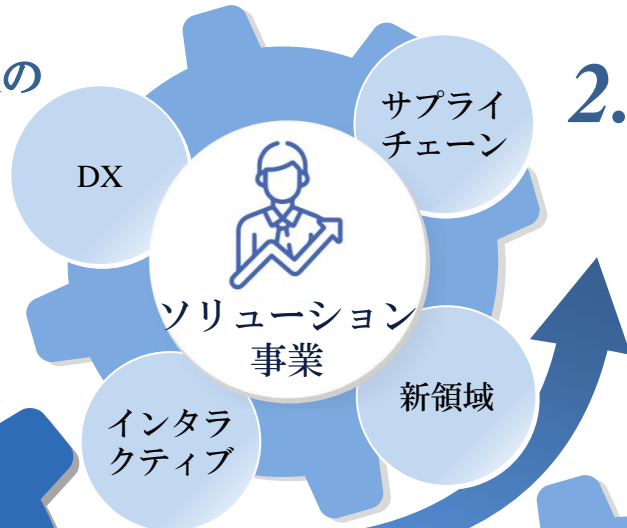 の
2.
DX
サプライ
チェーン
ソリューション
事業
インタラ
クティブ
新領域